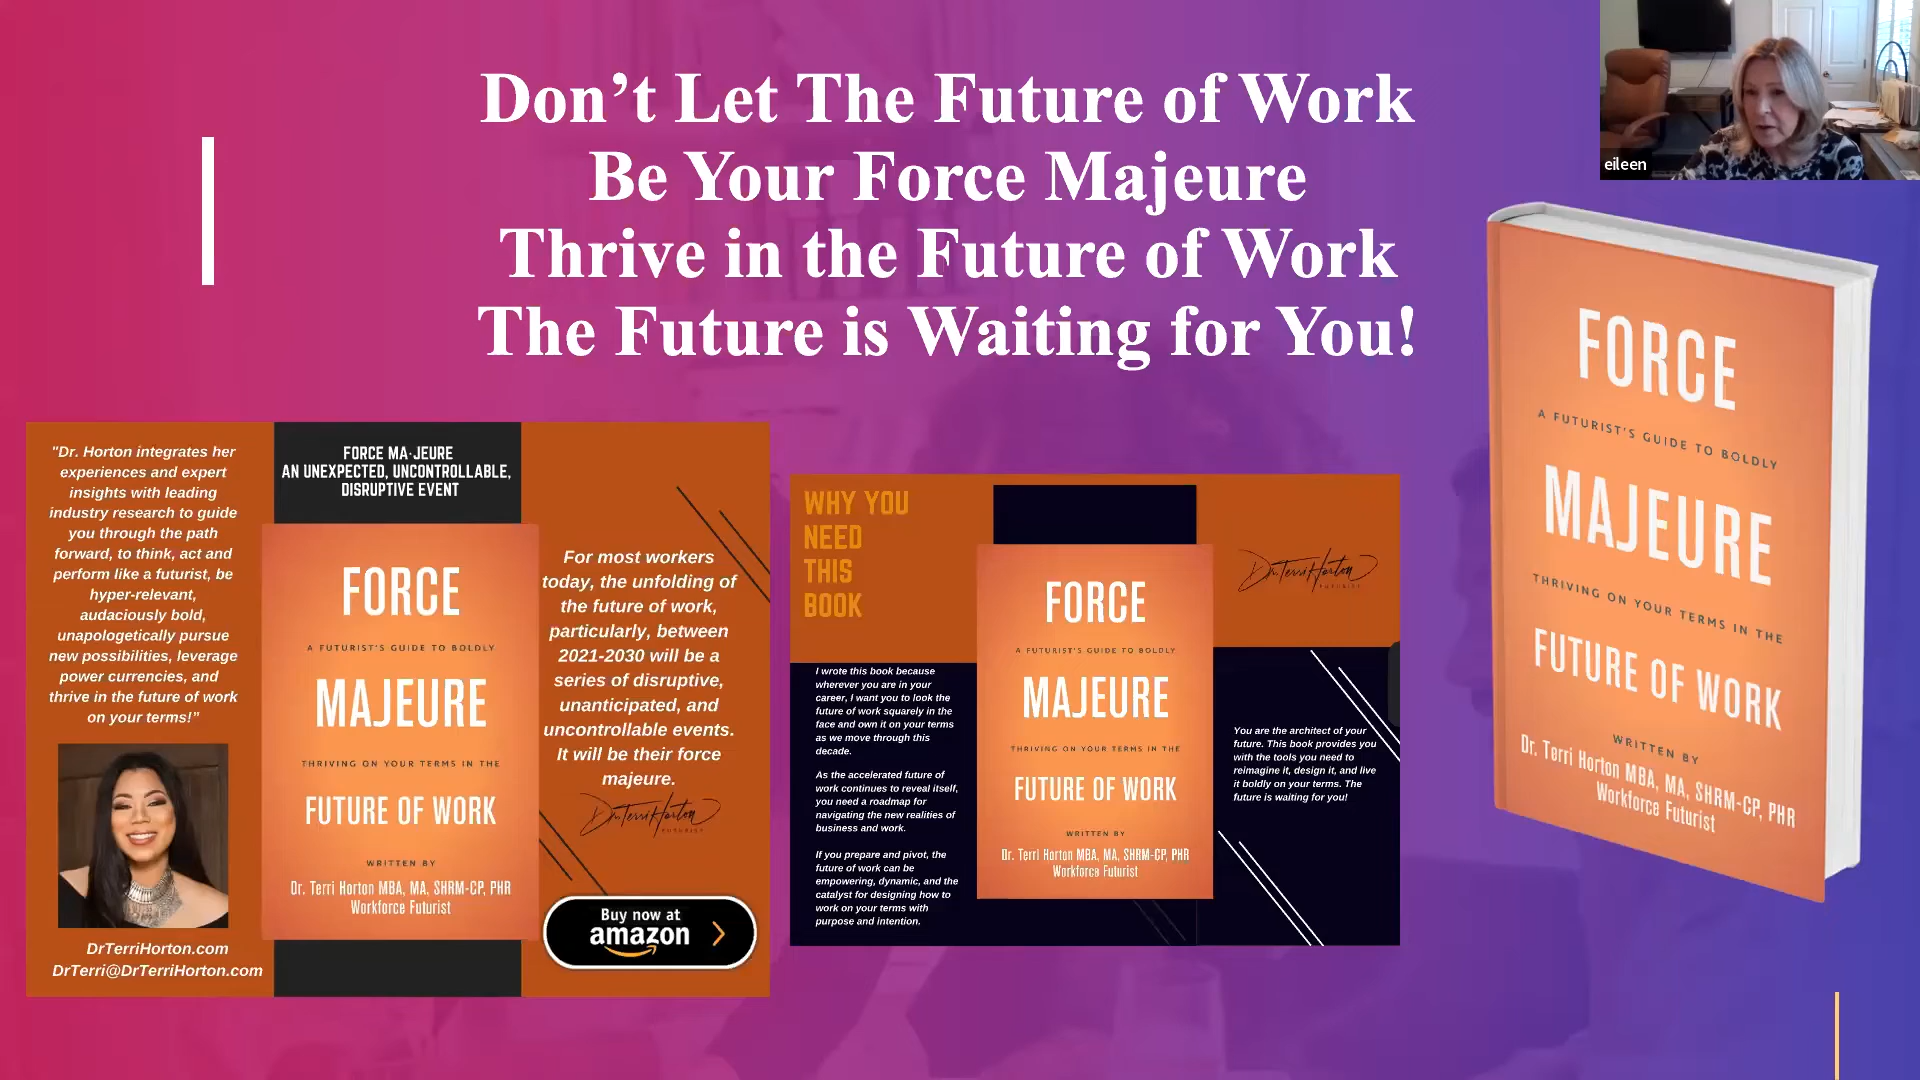 Don’t Let The Future of Work
Be Your Force Majeure
Thrive in the Future of Work
The Future is Waiting for You!
eileen
"Dr. Horton integrates her
experiences and expert
insights with leading
industry research to guide
you through the path
forward, to think, act and
perform like a futurist, be
hyper-relevant,
audaciously bold,
unapologetically pursue
new possibilities, leverage
power currencies, and
thrive in the future of work
on your terms!”
DrTerriHorton.com
DrTerri@DrTerriHorton.com
FORCE MA·JEURE
AN UNEXPECTED, UNCONTROLLABLE,
DISRUPTIVE EVENT
FORCE
A FUTURIST'S GUIDE TO BOLDLY
MAJEURE
THRIVING ON YOUR TERMS IN THE
FUTURE OF WORK
WRITTEN BY
Dr. Terri Horton MBA, MA, SHRM-CP, PHR
Workforce Futurist
For most workers
today, the unfolding of
the future of work,
particularly, between
2021-2030 will be a
series of disruptive,
unanticipated, and
uncontrollable events.
It will be their force
majeure.
Dr. Terri Horton
FUTURIST
Buy now at
amazon
WHY YOU
NEED
THIS
BOOK
I wrote this book because
wherever you are in your
career, I want you to look the
future of work squarely in the
face and own it on your terms
as we move through this
decade.
As the accelerated future of
work continues to reveal itself,
you need a roadmap for
navigating the new realities of
business and work.
If you prepare and pivot, the
future of work can be
empowering, dynamic, and the
catalyst for designing how to
work on your terms with
purpose and intention.
FORCE
A FUTURIST'S GUIDE TO BOLDLY
MAJEURE
THRIVING ON YOUR TERMS IN THE
FUTURE OF WORK
WRITTEN BY
Dr. Terri Horton MBA, MA, SHRM-CP, PHR
Workforce Futurist
Dr. Terri Horton
FUTURIST
You are the architect of your
future. This book provides you
with the tools you need to
reimagine it, design it, and live
it boldly on your terms. The
future is waiting for you!
FORCE
A FUTURIST'S GUIDE TO BOLDLY
MAJEURE
THRIVING ON YOUR TERMS IN THE
FUTURE OF WORK
WRITTEN BY
Dr. Terri Horton MBA, MA, SHRM-CP, PHR
Workforce Futurist